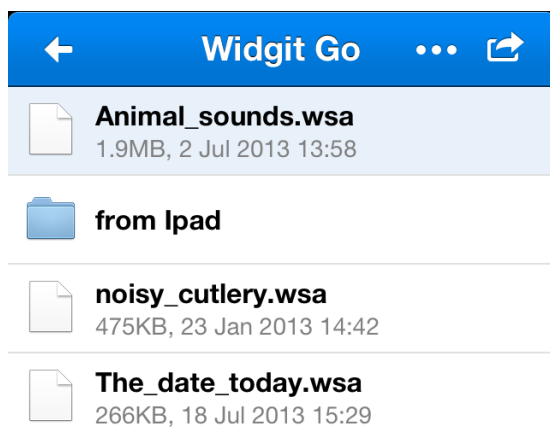 Widgit Go
Animal_sounds.wsa
1.9MB, 2 Jul 2013 13:58
from Ipad
noisy_cutlery.wsa
475KB, 23 Jan 2013 14:42
The_date_today.wsa
266KB, 18 Jul 2013 15:29